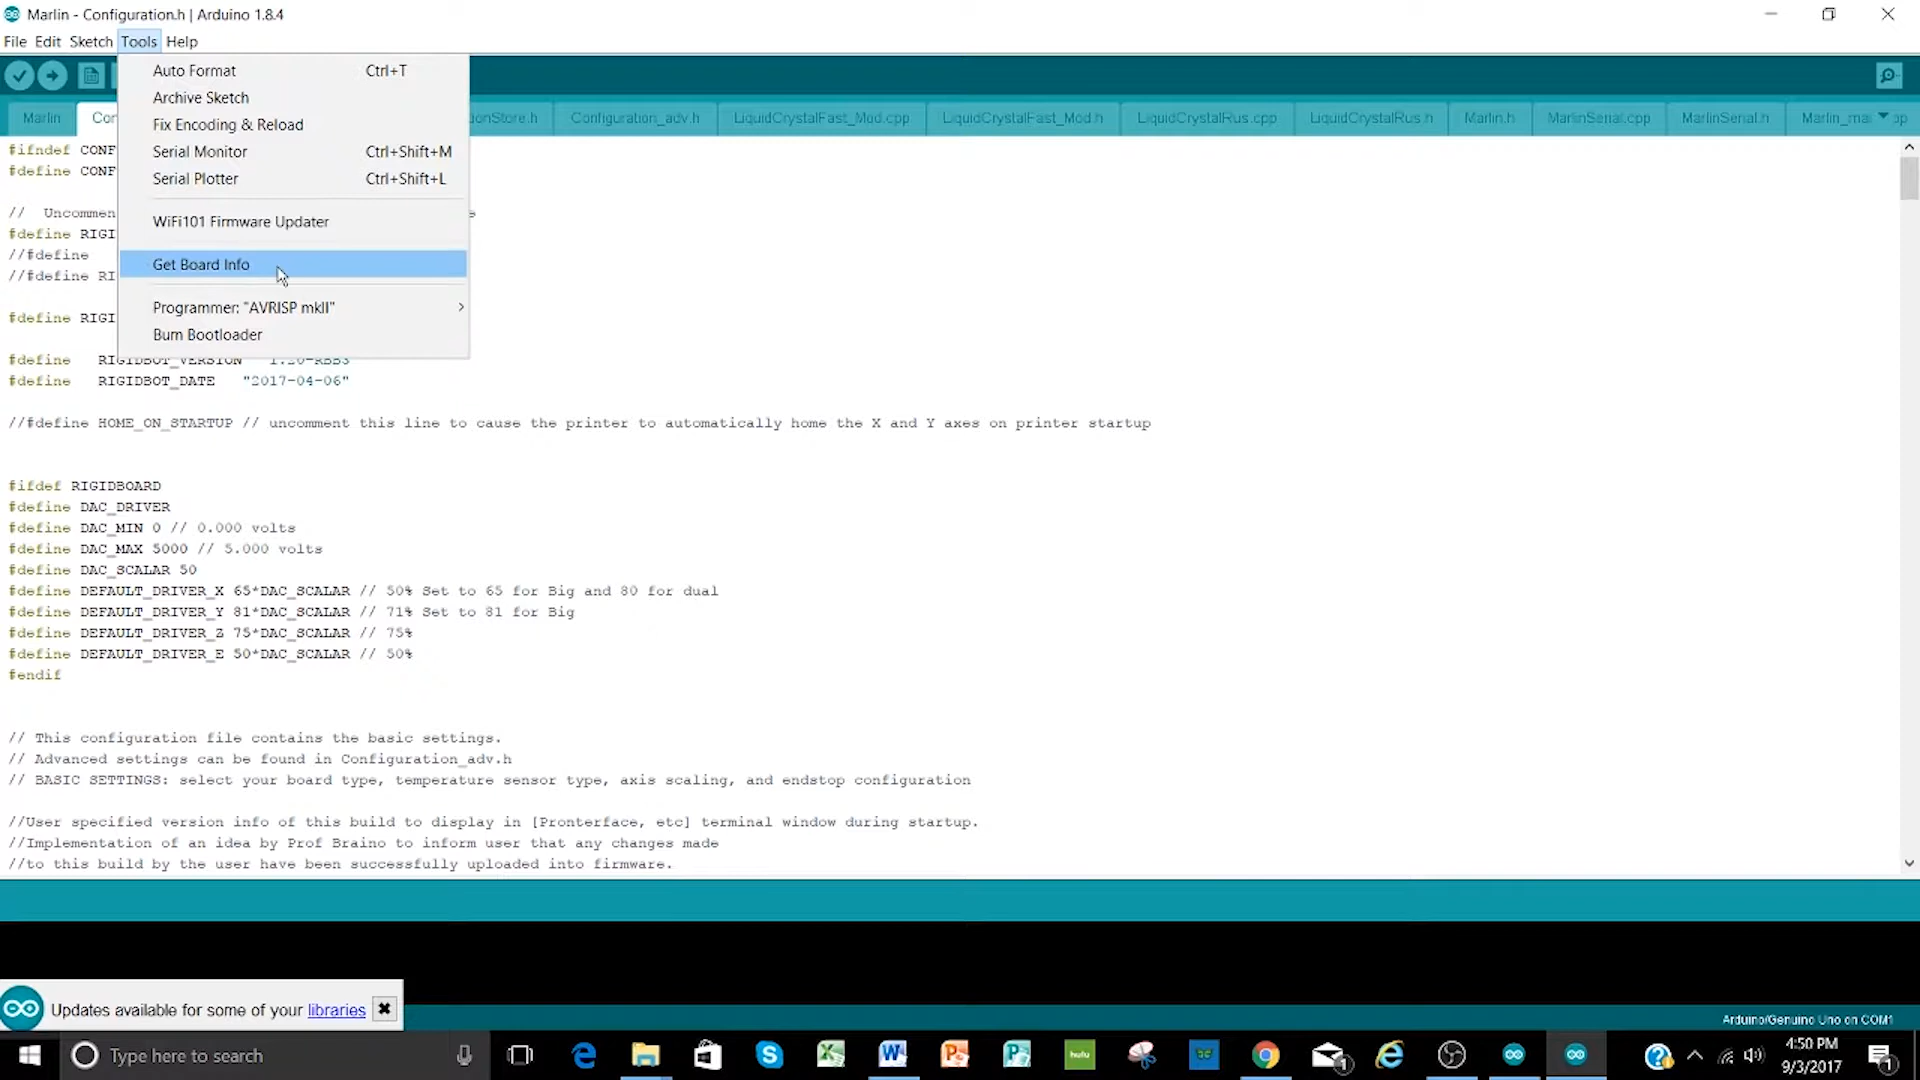 Marlin - Configuration.h | Arduino 1.8.4
File Edit Sketch Tools Help
Auto Format Ctrl+T
Archive Sketch
Fix Encoding & Reload
Serial Monitor Ctrl+Shift+M
Serial Plotter Ctrl+Shift+L
WiFi101 Firmware Updater
Get Board Info
Programmer: "AVRISP mkII"
Burn Bootloader
Marlin Con ionStore.h Configuration_adv.h LiquidCrystalFast_Mod.cpp LiquidCrystalFast_Mod.h LiquidCrystalRus.cpp LiquidCrystalRus.h Marlin.h MarlinSerial.cpp MarlinSerial.h Marlin_mai pp
#ifndef CONF
#define CONF
// Uncommen s
#define RIGI
//#define
//#define RI
#define RIGI
#define RIGIDBOT_VERSION "1.20-RBB3"
#define RIGIDBOT_DATE "2017-04-06"
//#define HOME_ON_STARTUP // uncomment this line to cause the printer to automatically home the X and Y axes on printer startup
#ifdef RIGIDBOARD
#define DAC_DRIVER
#define DAC_MIN 0 // 0.000 volts
#define DAC_MAX 5000 // 5.000 volts
#define DAC_SCALAR 50
#define DEFAULT_DRIVER_X 65*DAC_SCALAR // 50% Set to 65 for Big and 80 for dual
#define DEFAULT_DRIVER_Y 81*DAC_SCALAR // 71% Set to 81 for Big
#define DEFAULT_DRIVER_Z 75*DAC_SCALAR // 75%
#define DEFAULT_DRIVER_E 50*DAC_SCALAR // 50%
#endif
// This configuration file contains the basic settings.
// Advanced settings can be found in Configuration_adv.h
// BASIC SETTINGS: select your board type, temperature sensor type, axis scaling, and endstop configuration
//User specified version info of this build to display in [Pronterface, etc] terminal window during startup.
//Implementation of an idea by Prof Braino to inform user that any changes made
//to this build by the user have been successfully uploaded into firmware.
Updates available for some of your libraries
Arduino/Genuino Uno on COM1
Type here to search
hulu
1
4:50 PM
9/3/2017
1